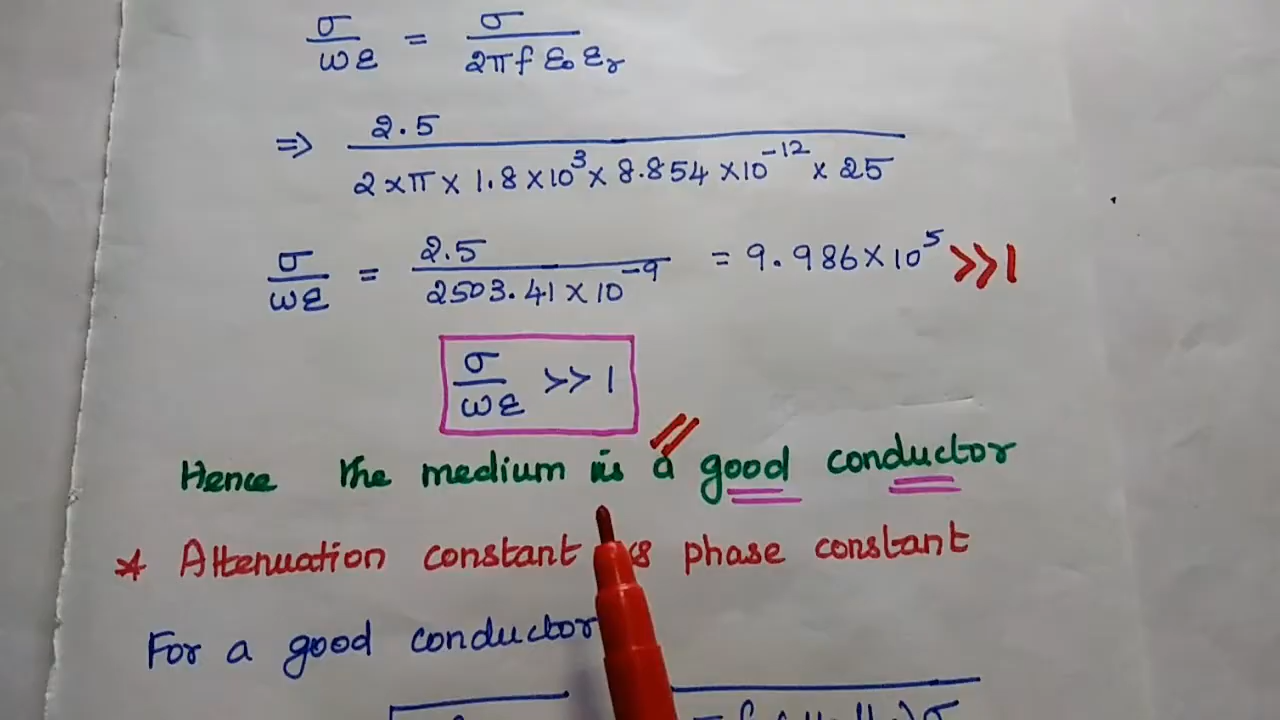 σ/ωε = σ/2πf ε₀ εᵣ
⇒ 2.5/2×π×1.8×10³×8.854×10⁻¹²×25
σ/ωε = 2.5/2503.41×10⁻⁹ = 9.986×10⁵ >>1
σ/ωε >> 1
Hence the medium is a good conductor
* Attenuation constant & phase constant
For a good conductor